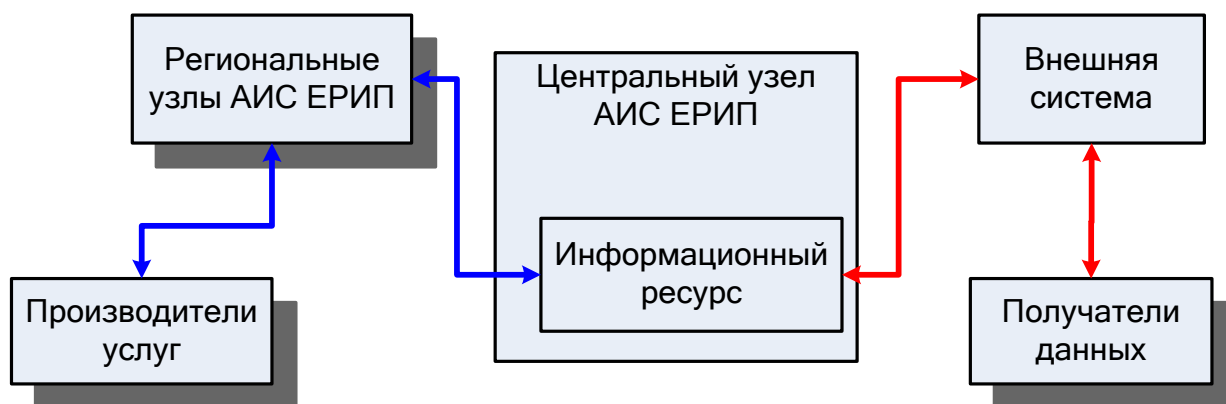 Региональные
узлы АИС ЕРИП
Центральный узел
АИС ЕРИП
Внешняя
система
Информационный
ресурс
Производители
услуг
Получатели
данных